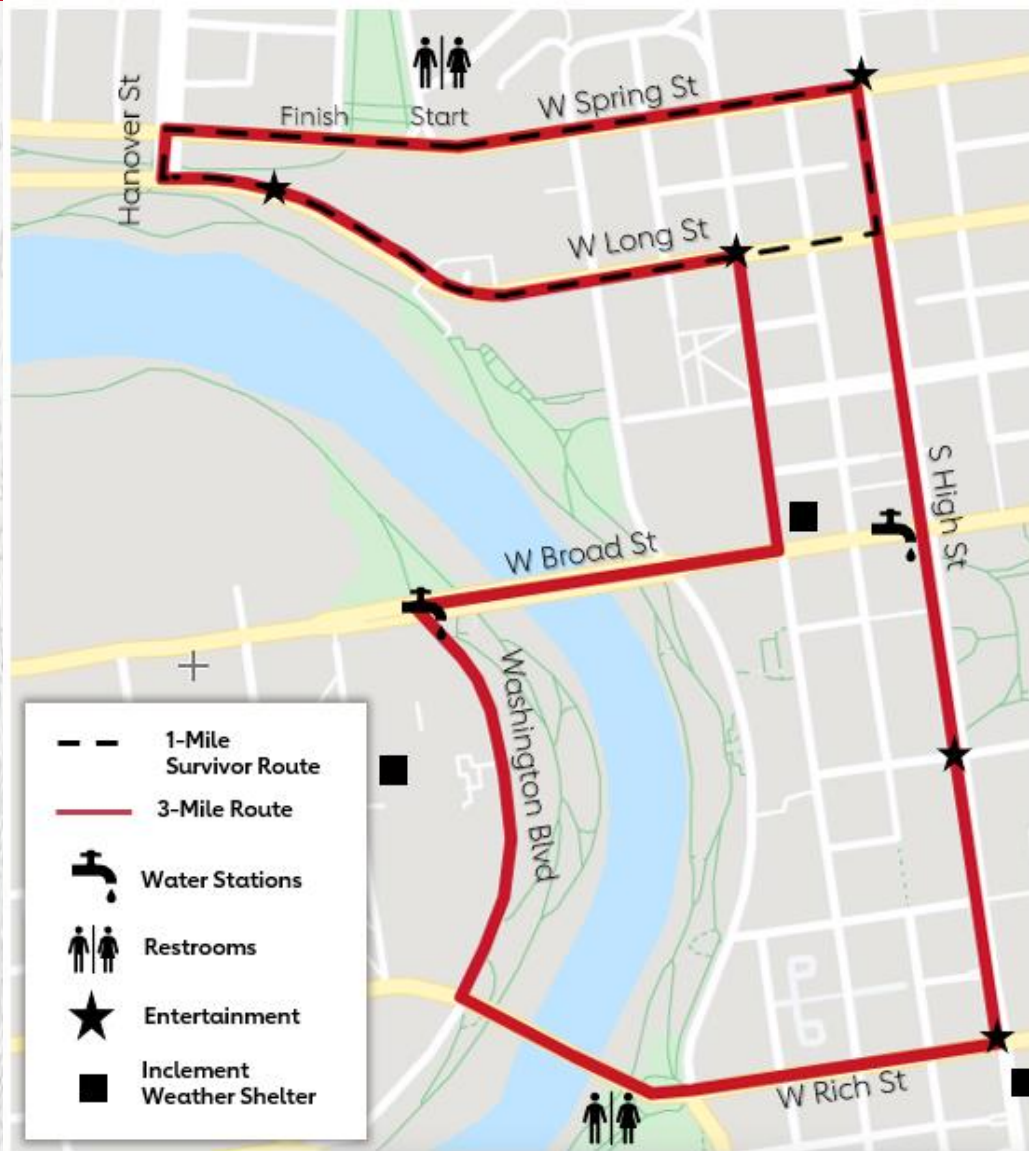 Hanover St
Finish
Start
W Spring St
W Long St
S High St
W Broad St
Washington Blvd
W Rich St
1-Mile
Survivor Route
3-Mile Route
Water Stations
Restrooms
Entertainment
Inclement
Weather Shelter